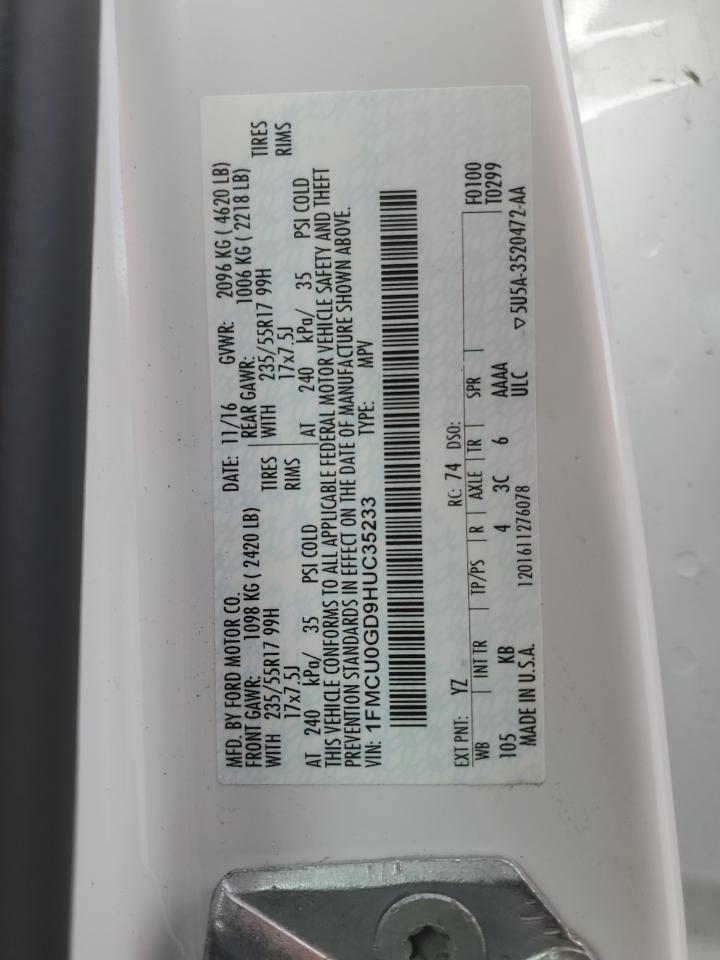 MFD. BY FORD MOTOR CO. DATE: 11/16 GVWR: 2096 KG ( 4620 LB)
FRONT GAWR: 1098 KG ( 2420 LB) REAR GAWR: 1006 KG ( 2218 LB)
WITH 235/55R17 99H TIRES WITH 235/55R17 99H TIRES
17x7.5J RIMS 17x7.5J RIMS
AT 240 kPa/ 35 PSI COLD AT 240 kPa/ 35 PSI COLD
THIS VEHICLE CONFORMS TO ALL APPLICABLE FEDERAL MOTOR VEHICLE SAFETY AND THEFT
PREVENTION STANDARDS IN EFFECT ON THE DATE OF MANUFACTURE SHOWN ABOVE.
VIN: 1FMCU0GD9HUC35233 TYPE: MPV
EXT PNT: YZ RC: 74 DSO: F0100
WB INT TR TP/PS R AXLE TR SPR T0299
105 KB 4 3C 6 AAAA
MADE IN U.S.A. 1201611276078 ULC ▽5U5A-3520472-AA